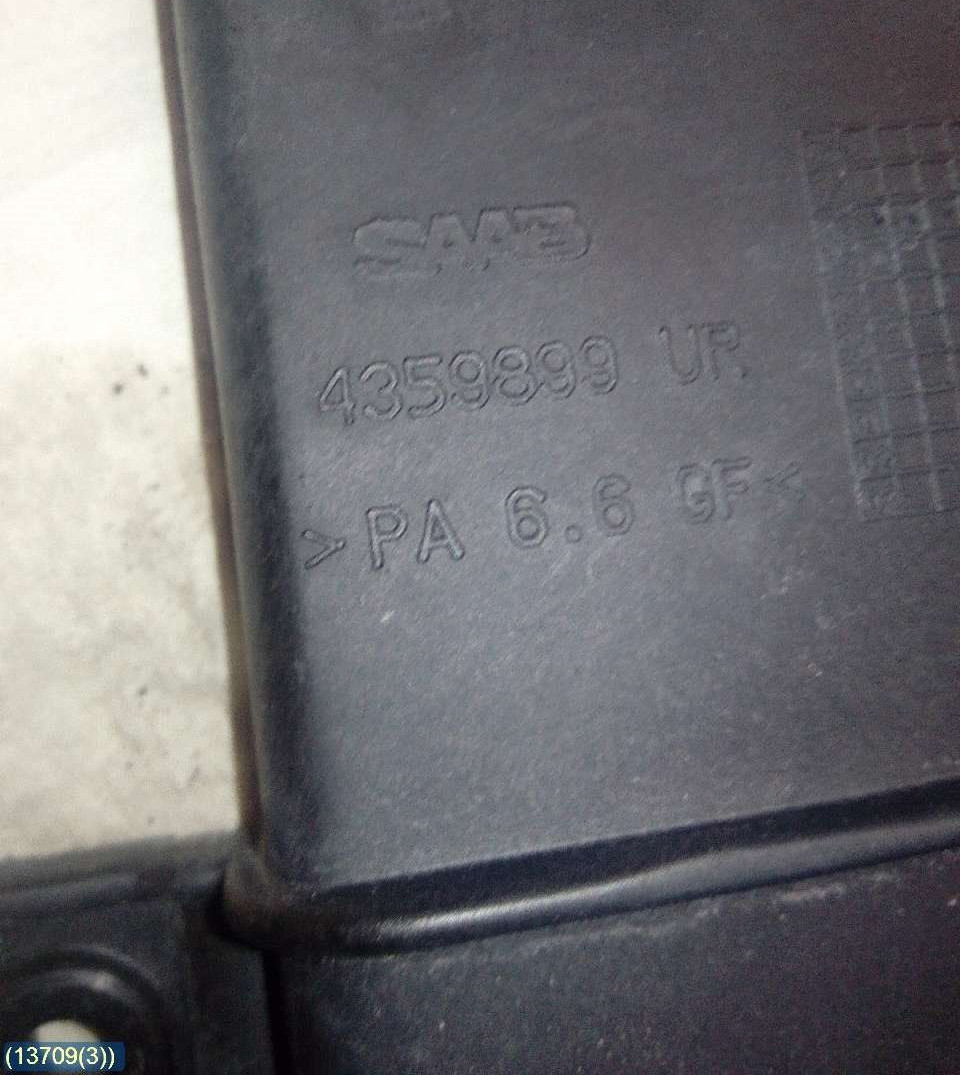 SAAB
4359899 UR
>PA 6.6 GF<
(13709(3))